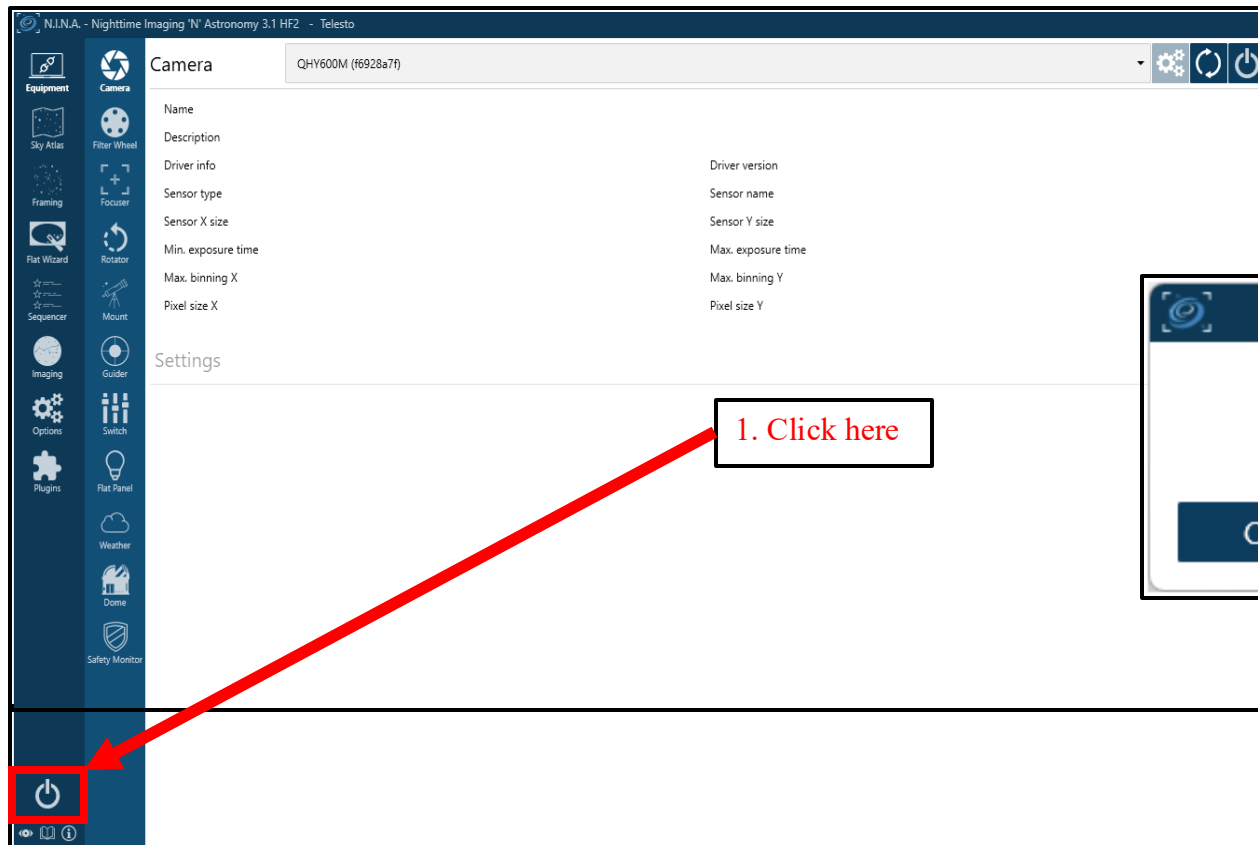 N.I.N.A. - Nighttime Imaging 'N' Astronomy 3.1 HF2 - Telesto
Equipment
Sky Atlas
Framing
Flat Wizard
Sequencer
Imaging
Options
Plugins
Camera
Filter Wheel
Focuser
Rotator
Mount
Guider
Switch
Flat Panel
Weather
Dome
Safety Monitor
Camera
QHY600M (f6928a7f)
Name
Description
Driver info
Driver version
Sensor type
Sensor name
Sensor X size
Sensor Y size
Min. exposure time
Max. exposure time
Max. binning X
Max. binning Y
Pixel size X
Pixel size Y
Settings
1. Click here